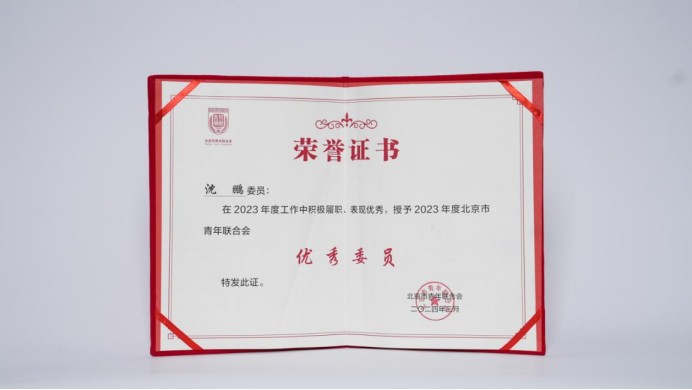 荣誉证书
沈 鹏 委员：
在 2023 年度工作中积极履职、表现优秀，授予 2023 年度北京市
青年联合会
优秀委员
特发此证。
北京市青年联合会